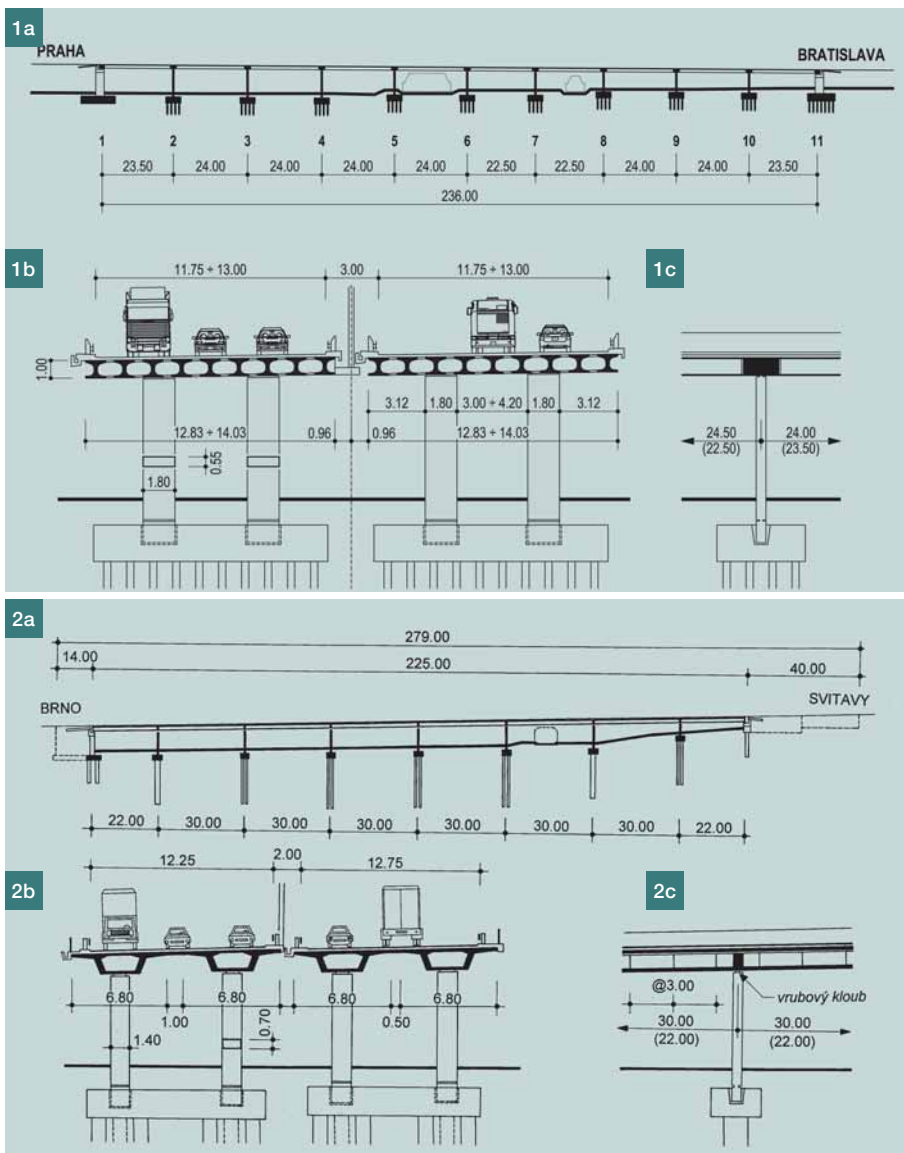 1a
PRAHA
BRATISLAVA
1 2 3 4 5 6 7 8 9 10 11
23.50 24.00 24.00 24.00 24.00 22.50 22.50 24.00 24.00 23.50
236.00
1b
11.75 ÷ 13.00 3.00 11.75 ÷ 13.00
1.00
3.12 1.80 3.00 ÷ 4.20 1.80 3.12
12.83 ÷ 14.03 0.96 0.96 12.83 ÷ 14.03
0.55
1.80
1c
24.50 24.00
(22.50) (23.50)
2a
279.00
14.00 225.00 40.00
BRNO
SVITAVY
22.00 30.00 30.00 30.00 30.00 30.00 30.00 22.00
2b
12.25 2.00 12.75
6.80 6.80 6.80 6.80
1.00 0.50
0.70
1.40
2c
@3.00
vrubový kloub
30.00 30.00
(22.00) (22.00)